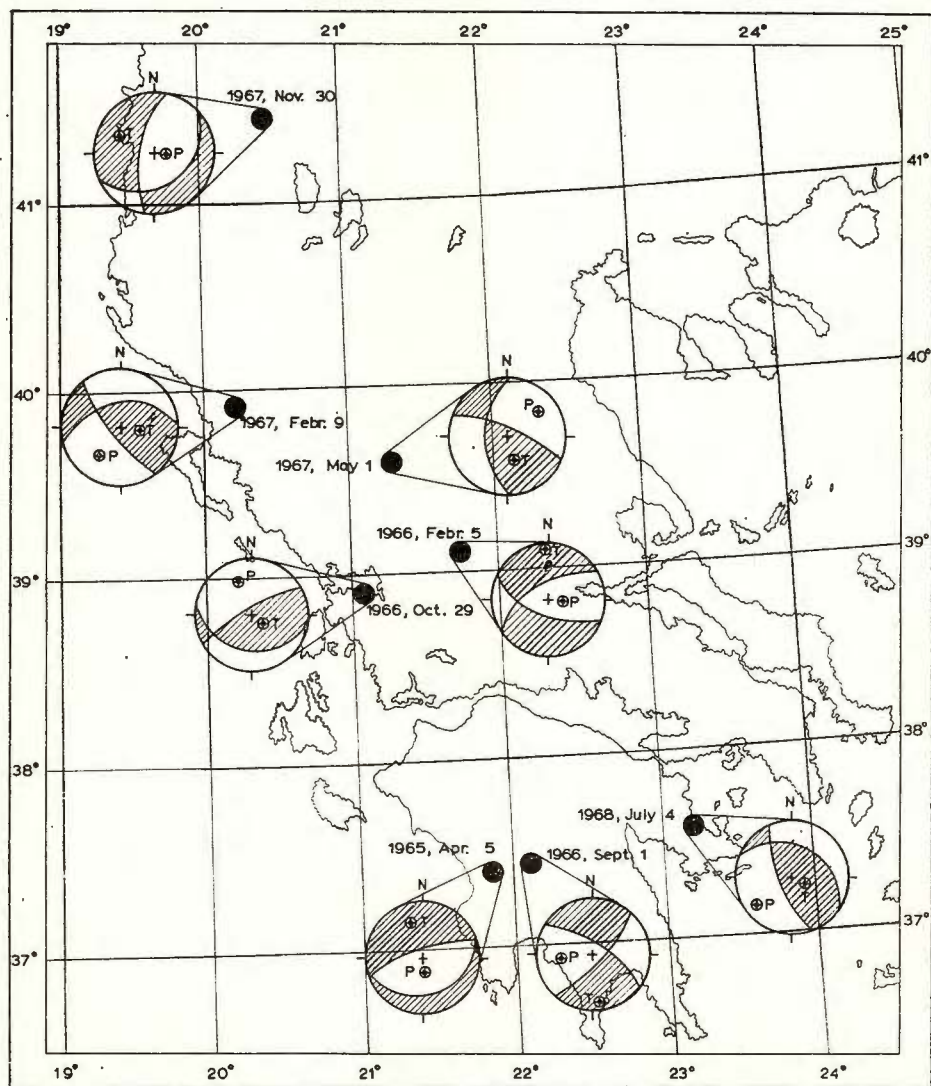 19° 20° 21° 22° 23° 24° 25°
N
1967, Nov. 30
T
P
41° 41°
N
40° 40°
1967, Febr. 9
T
P
N
P
1967, May 1
T
1966, Febr. 5
N
T
P
39° 39°
N
P
1966, Oct. 29
T
38° 38°
1968, July 4
N
P
T
1965, Apr. 5
1966, Sept. 1
N
T
P
N
P
T
37° 37°
19° 20° 21° 22° 23° 24°